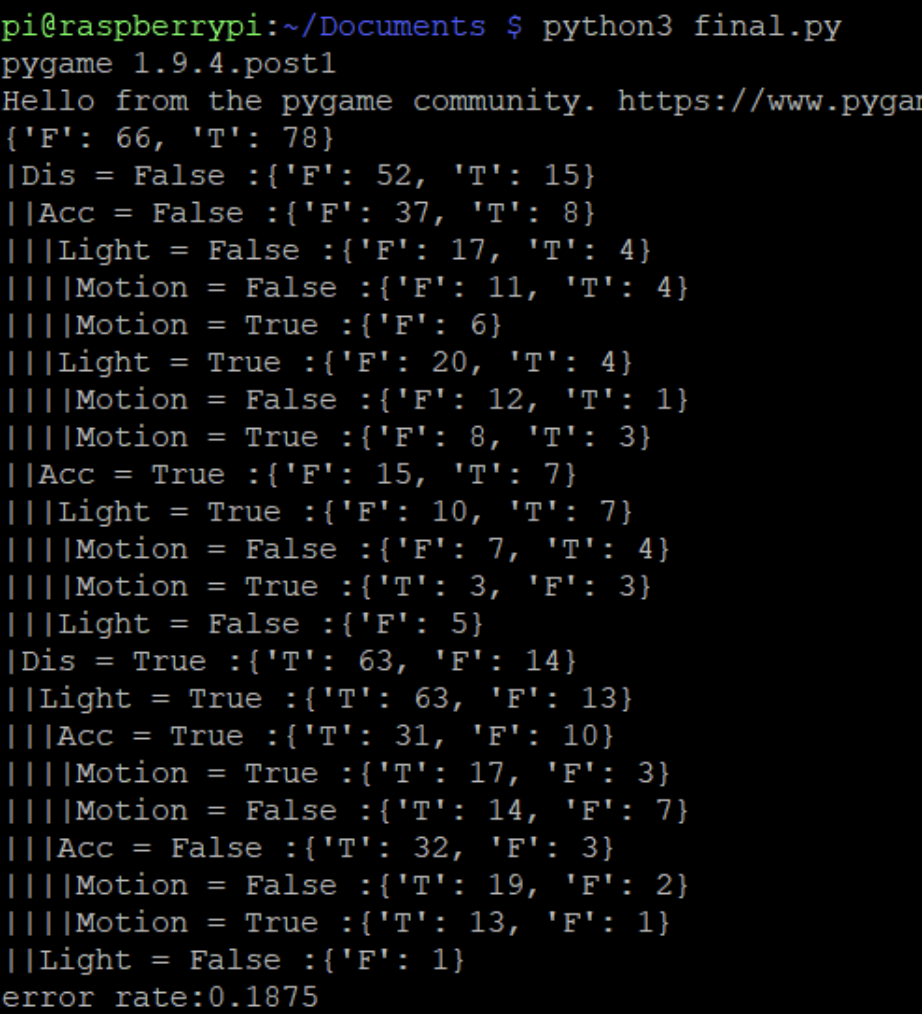 pi@raspberrypi:~/Documents $ python3 final.py
pygame 1.9.4.post1
Hello from the pygame community. https://www.pygam
{'F': 66, 'T': 78}
|Dis = False :{'F': 52, 'T': 15}
||Acc = False :{'F': 37, 'T': 8}
|||Light = False :{'F': 17, 'T': 4}
||||Motion = False :{'F': 11, 'T': 4}
||||Motion = True :{'F': 6}
|||Light = True :{'F': 20, 'T': 4}
||||Motion = False :{'F': 12, 'T': 1}
||||Motion = True :{'F': 8, 'T': 3}
||Acc = True :{'F': 15, 'T': 7}
|||Light = True :{'F': 10, 'T': 7}
||||Motion = False :{'F': 7, 'T': 4}
||||Motion = True :{'T': 3, 'F': 3}
|||Light = False :{'F': 5}
|Dis = True :{'T': 63, 'F': 14}
||Light = True :{'T': 63, 'F': 13}
|||Acc = True :{'T': 31, 'F': 10}
||||Motion = True :{'T': 17, 'F': 3}
||||Motion = False :{'T': 14, 'F': 7}
|||Acc = False :{'T': 32, 'F': 3}
||||Motion = False :{'T': 19, 'F': 2}
||||Motion = True :{'T': 13, 'F': 1}
||Light = False :{'F': 1}
error rate:0.1875